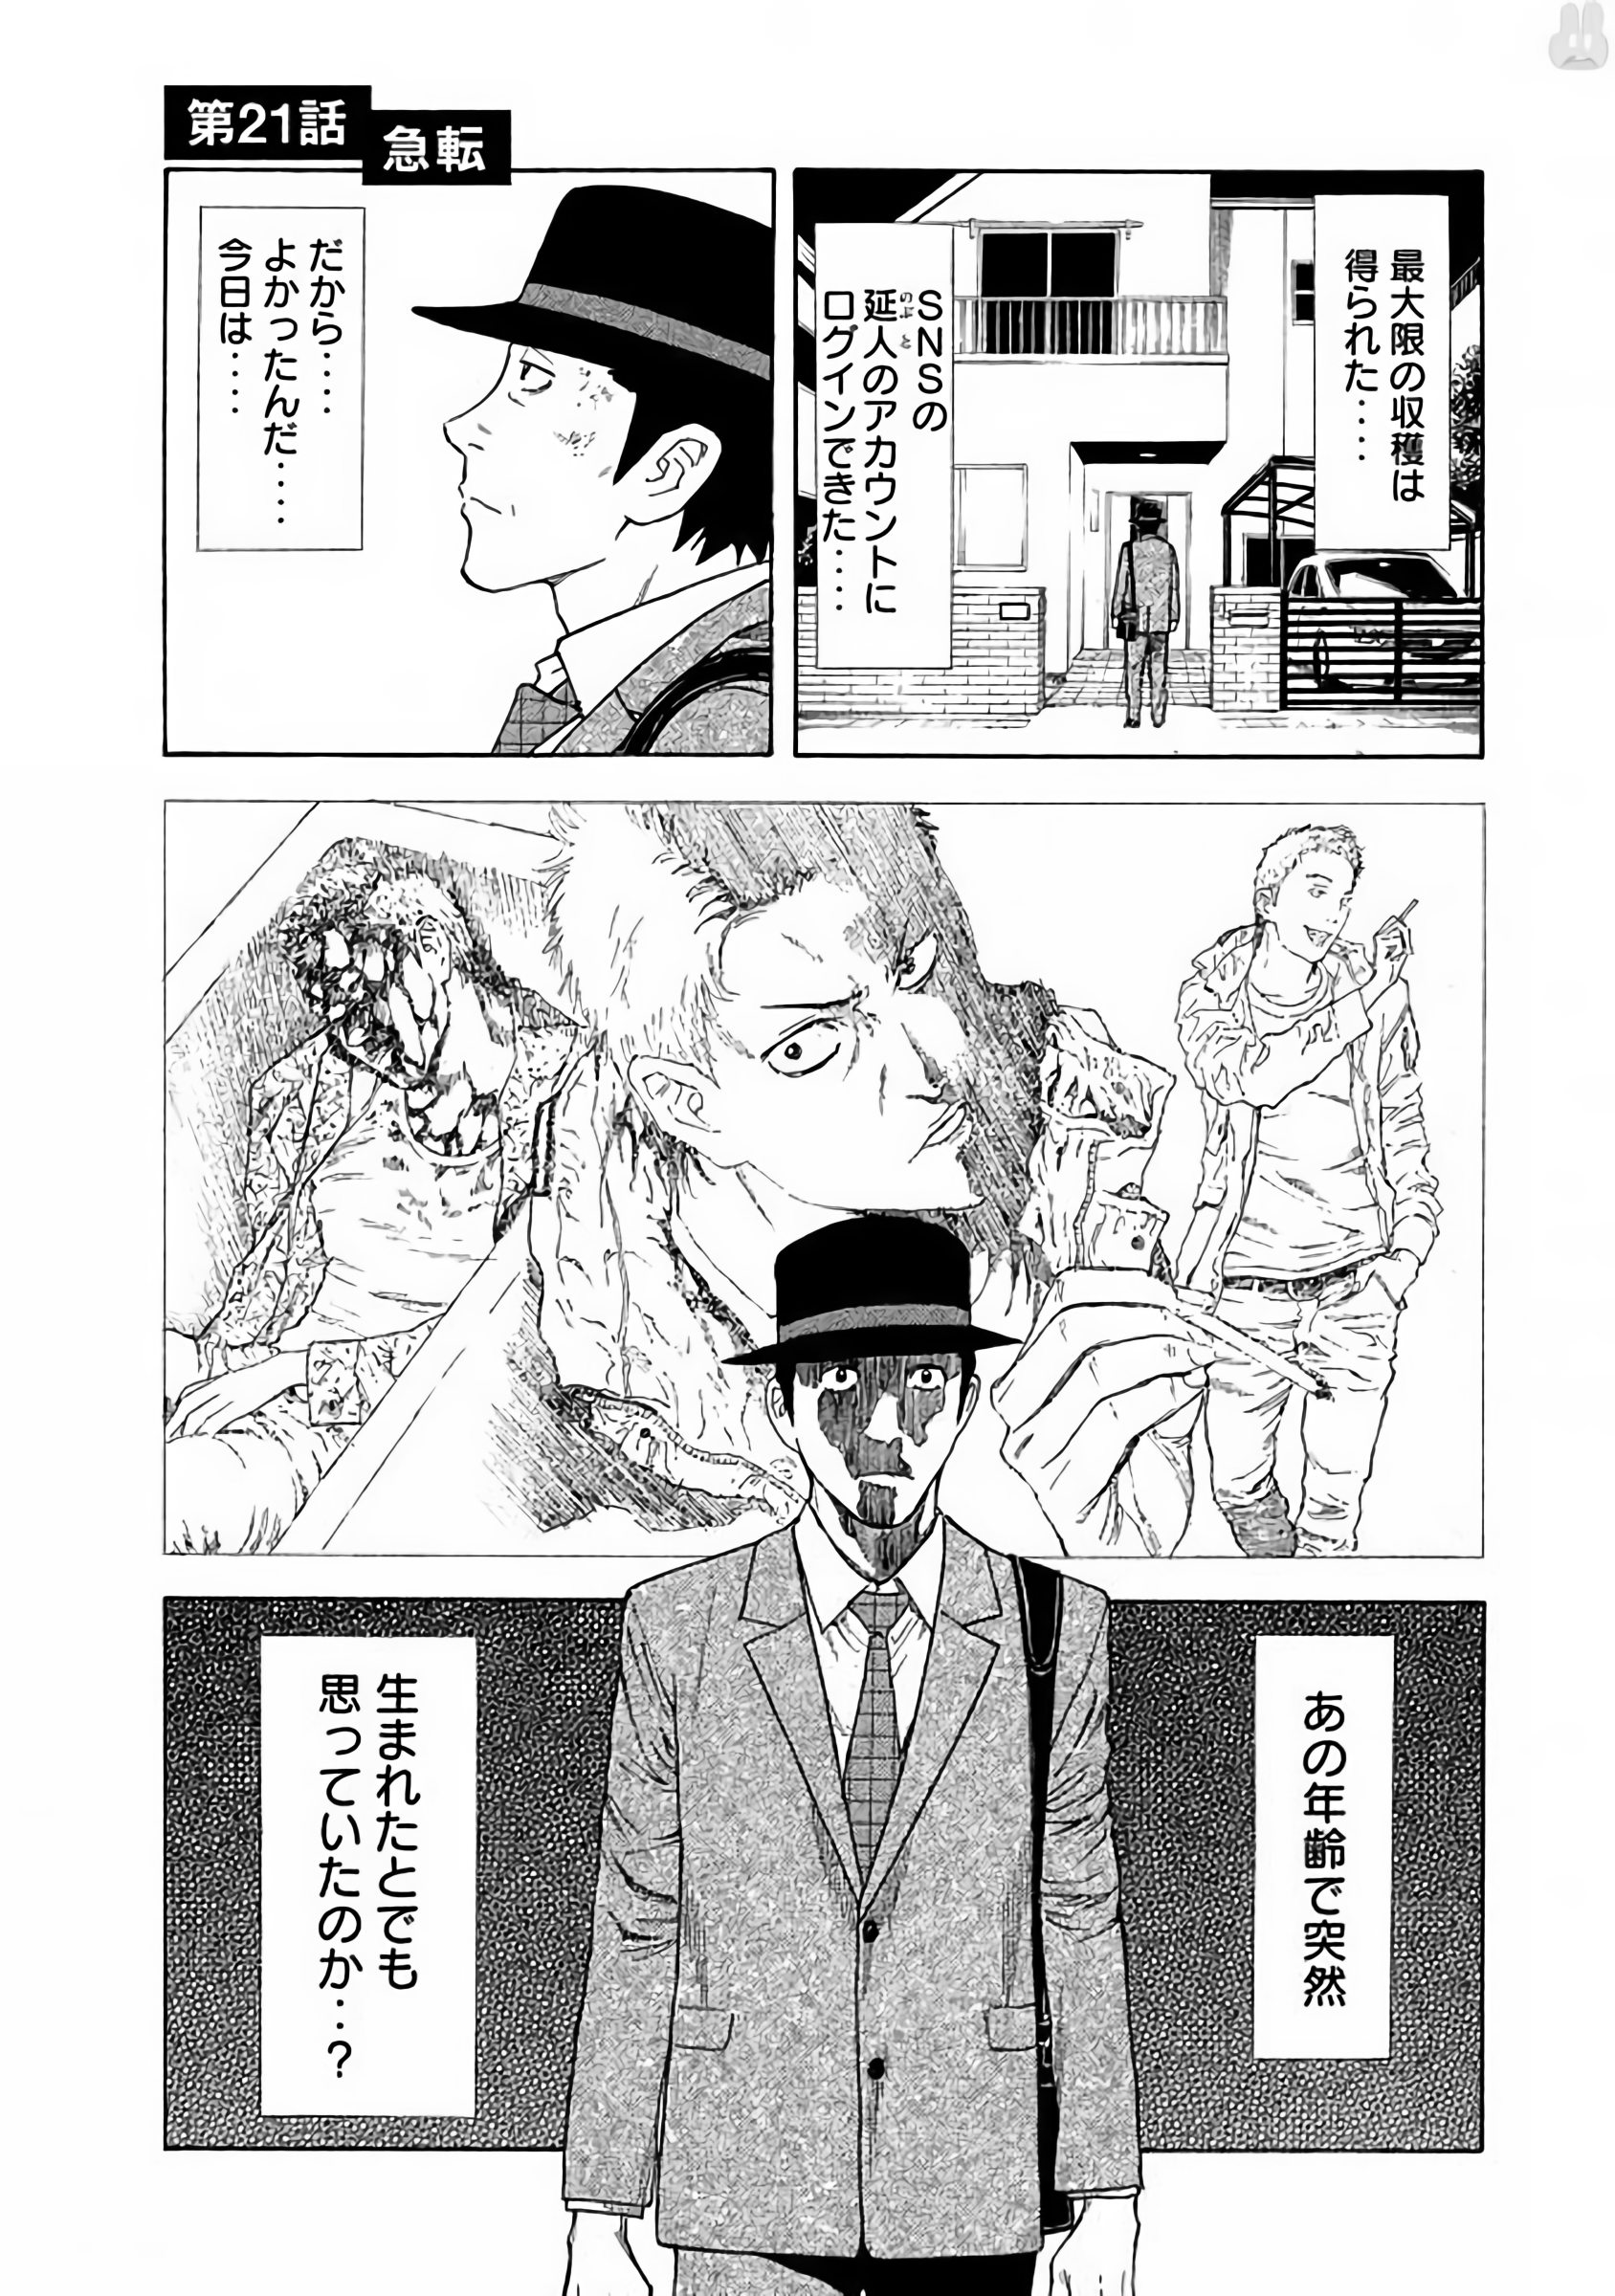 第21話
急転
最大限の収穫は
得られた‥‥
SNSの
延人のアカウントに
のぶと
ログインできた‥‥
だから‥‥
よかったんだ‥‥
今日は‥‥
あの年齢で突然
生まれたとでも
思っていたのか‥‥?